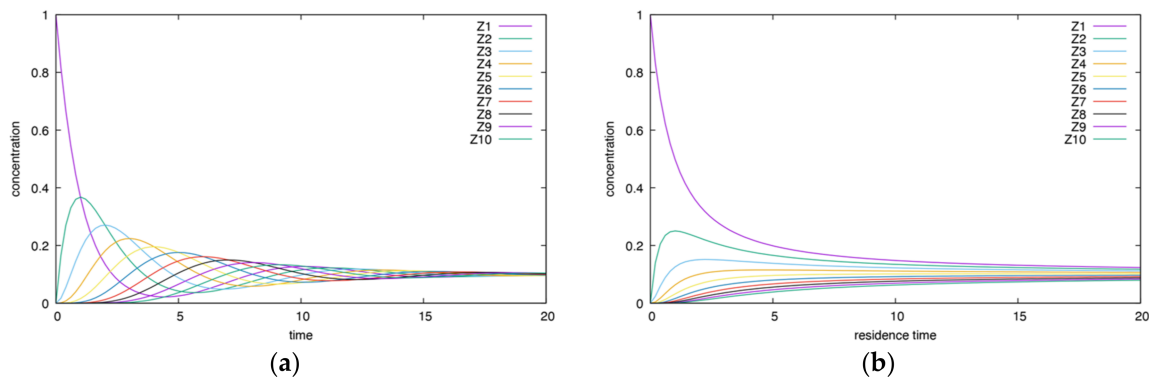 1
0.8
0.6
0.4
0.2
0
0
5
10
15
20
concentration
time
Z1
Z2
Z3
Z4
Z5
Z6
Z7
Z8
Z9
Z10
(a)
1
0.8
0.6
0.4
0.2
0
0
5
10
15
20
concentration
residence time
Z1
Z2
Z3
Z4
Z5
Z6
Z7
Z8
Z9
Z10
(b)